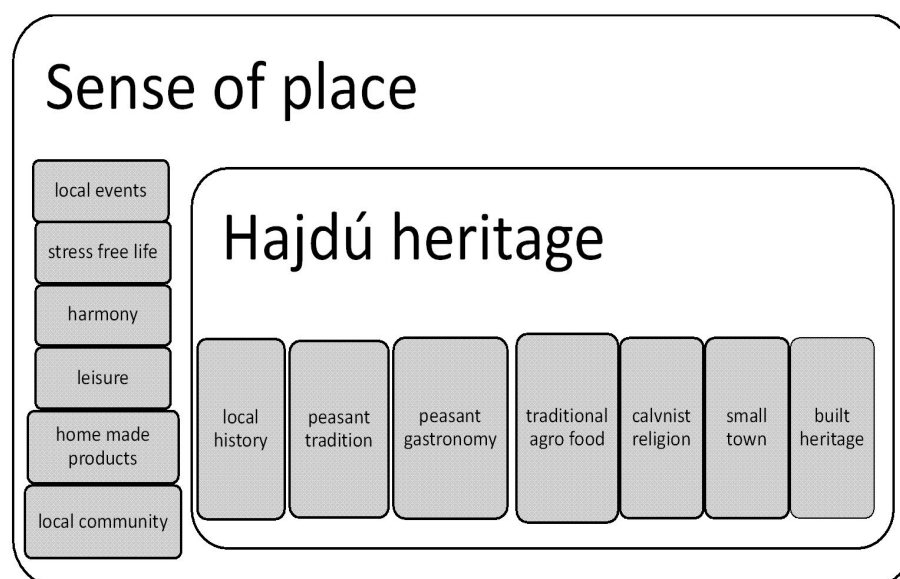 Sense of place
local events
stress free life
harmony
leisure
home made
products
local community
Hajdú heritage
local
history
peasant
tradition
peasant
gastronomy
traditional
agro food
calvnist
religion
small
town
built
heritage